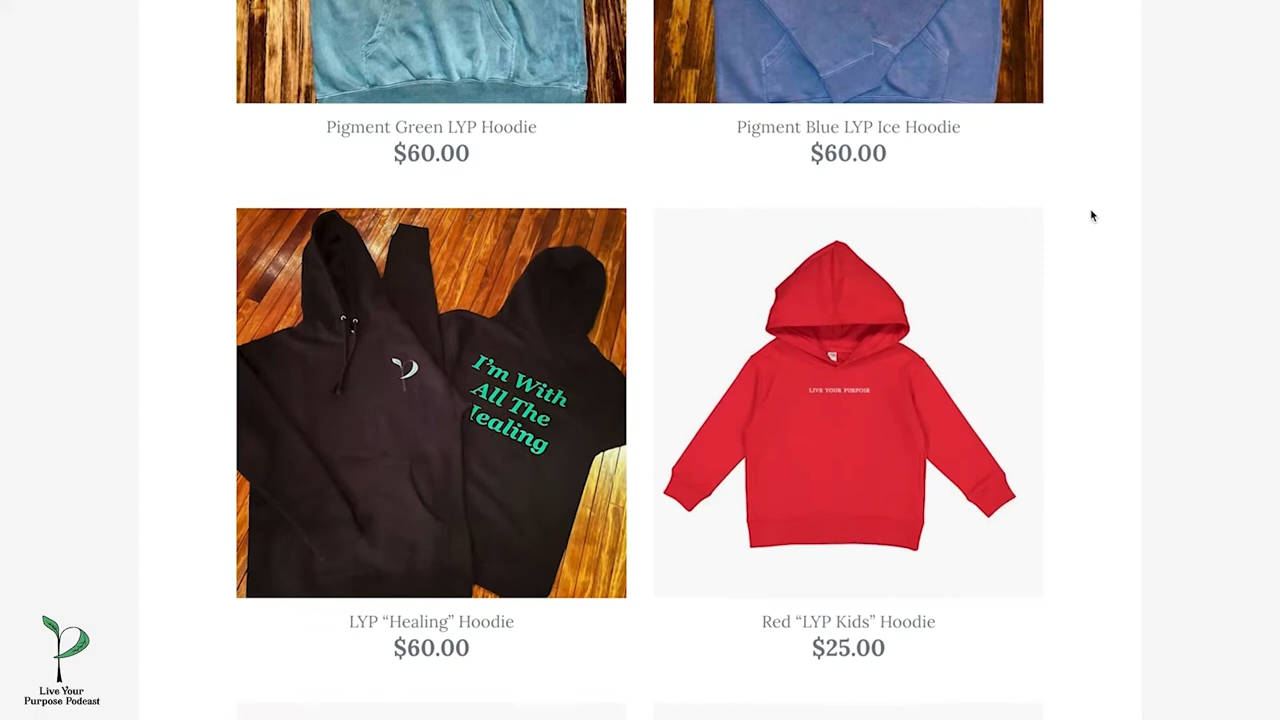 Pigment Green LYP Hoodie
$60.00
Pigment Blue LYP Ice Hoodie
$60.00
I'm With
All The
Healing
LIVE YOUR PURPOSE
LYP “Healing” Hoodie
$60.00
Red “LYP Kids” Hoodie
$25.00
Live Your
Purpose Podcast